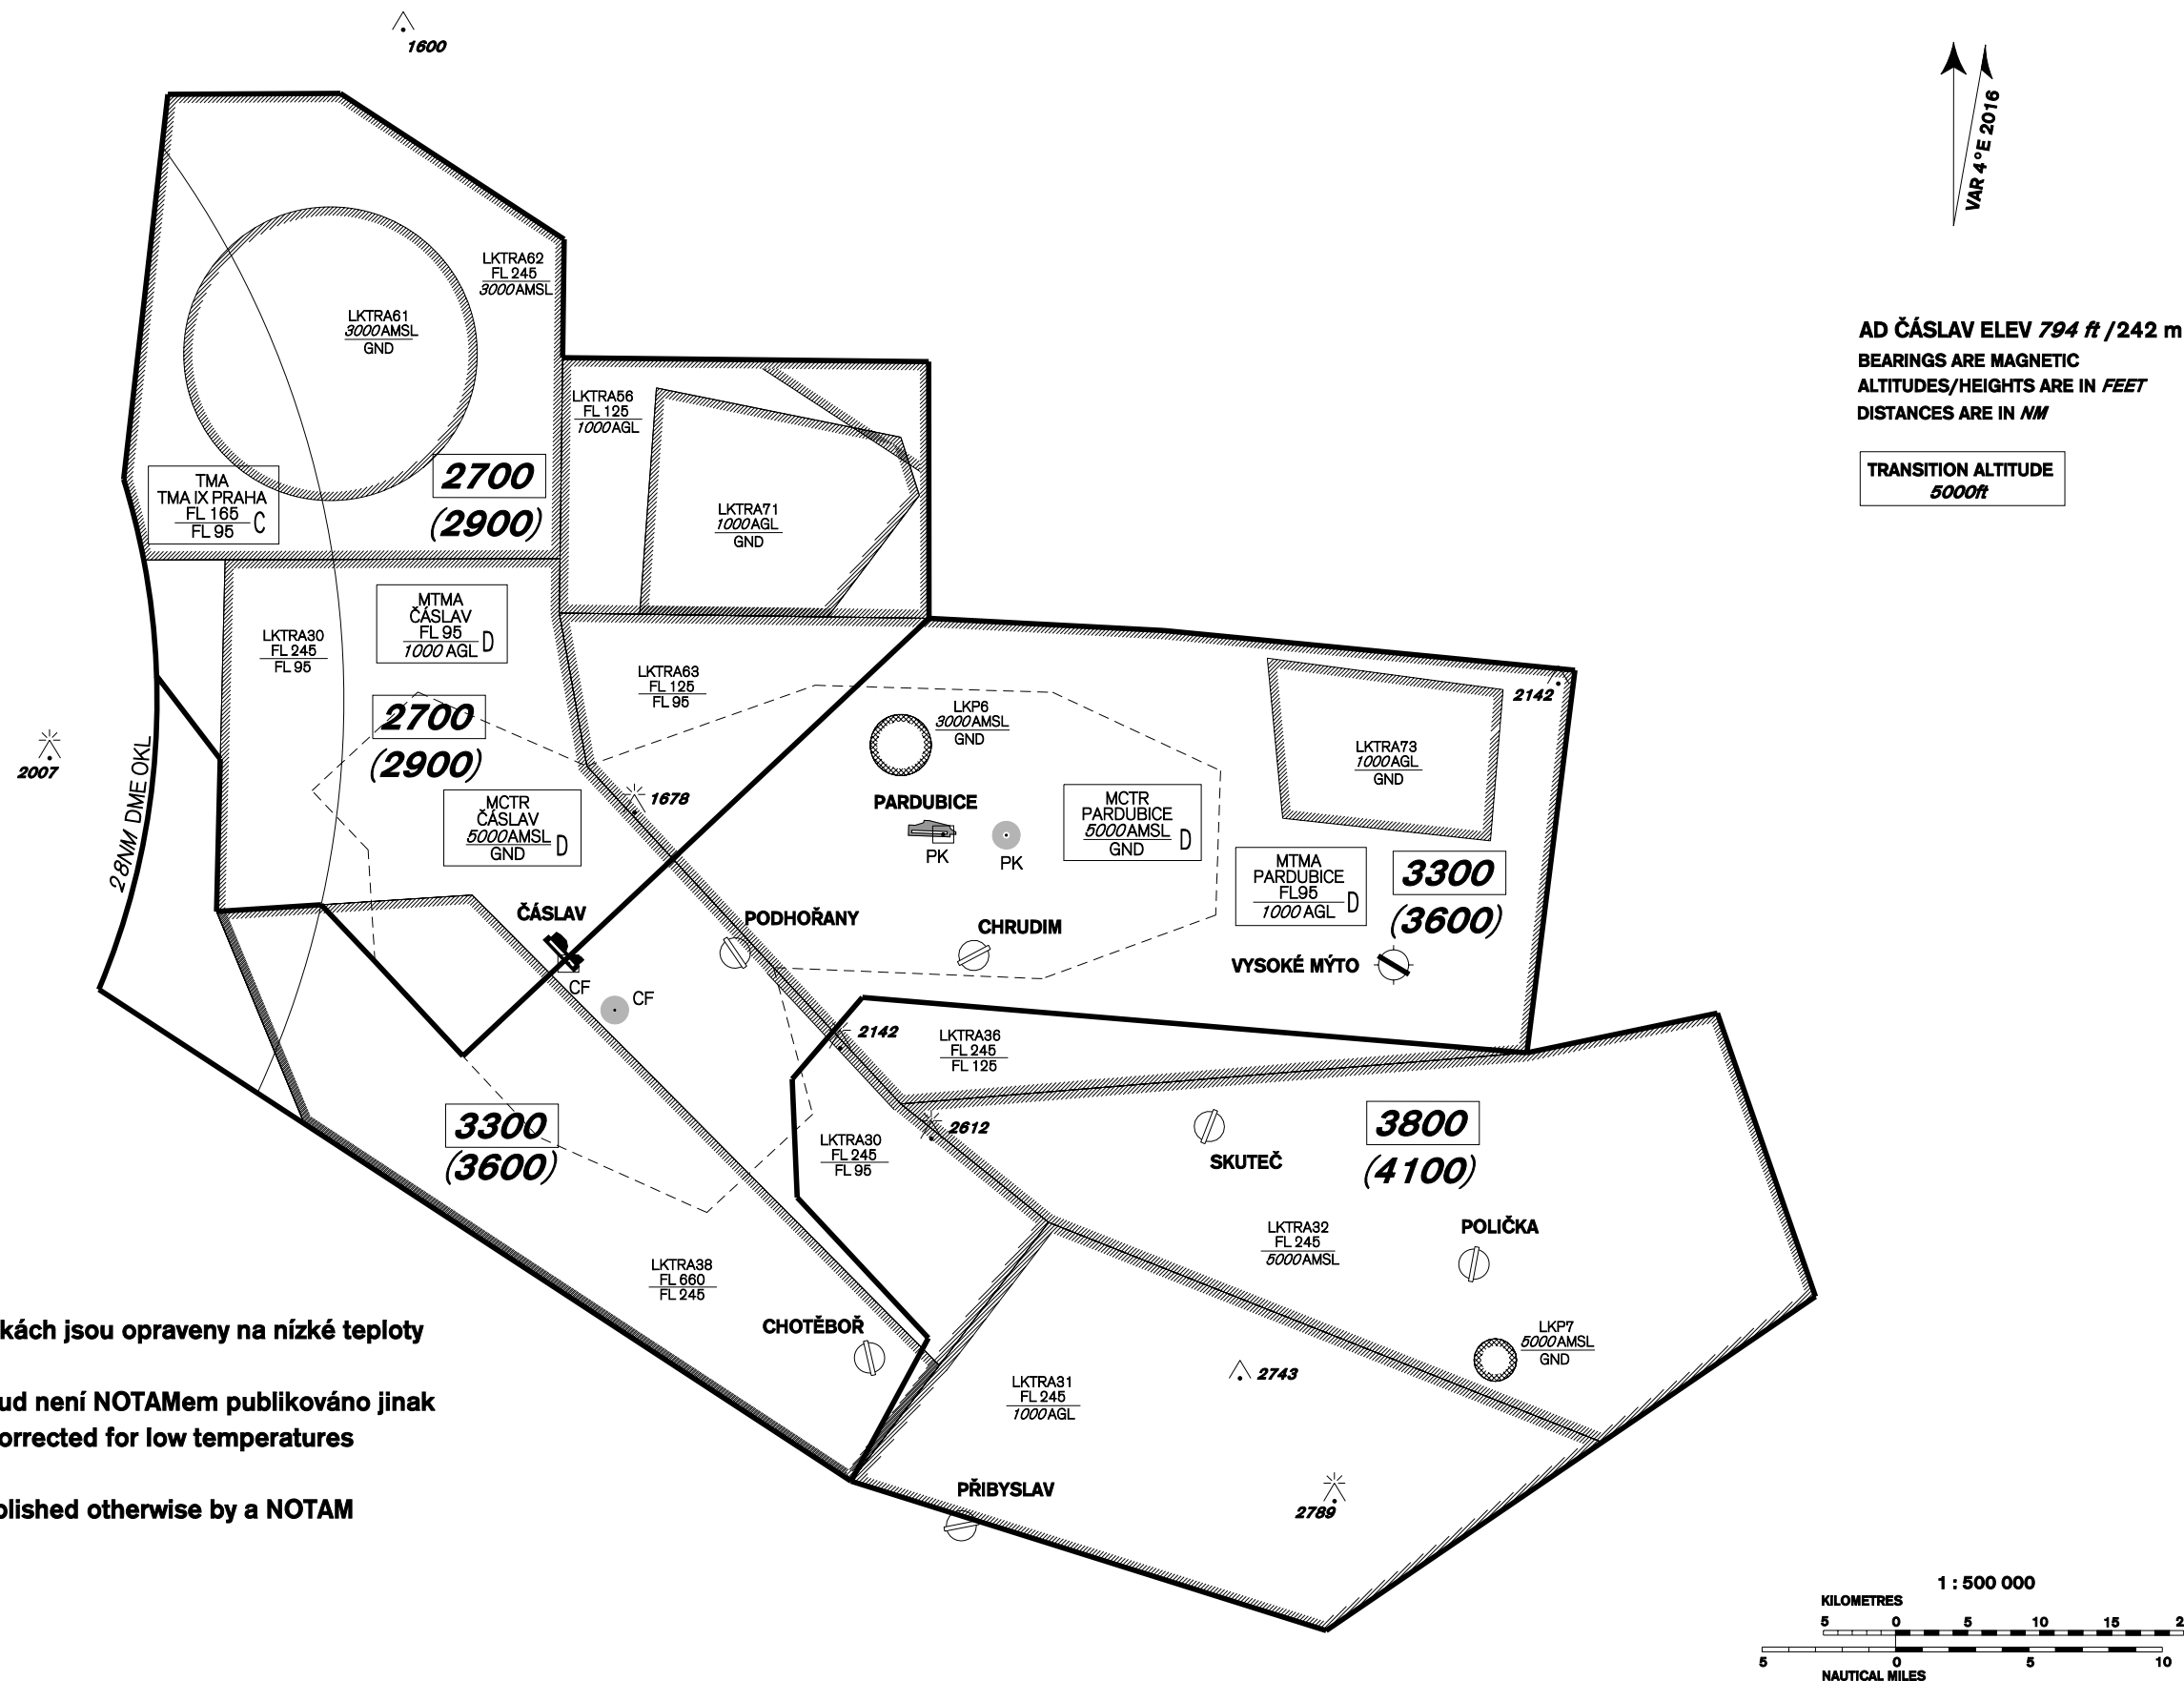 1600
VAR 4°E 2016
AD ČÁSLAV ELEV 794 ft / 242 m
BEARINGS ARE MAGNETIC
ALTITUDES/HEIGHTS ARE IN FEET
DISTANCES ARE IN NM
TRANSITION ALTITUDE
5000ft
LKTRA62
FL 245
3000 AMSL
LKTRA61
3000 AMSL
GND
TMA
TMA IX PRAHA
FL 165
FL 95
C
2700
(2900)
LKTRA56
FL 125
1000 AGL
LKTRA71
1000 AGL
GND
MTMA
ČÁSLAV
FL 95
1000 AGL
D
LKTRA30
FL 245
FL 95
LKTRA63
FL 125
FL 95
2700
(2900)
2007
28NM DME OKL
1678
MCTR
ČÁSLAV
5000 AMSL
GND
D
LKP6
3000 AMSL
GND
PARDUBICE
PK
PK
MCTR
PARDUBICE
5000 AMSL
GND
D
2142
LKTRA73
1000 AGL
GND
MTMA
PARDUBICE
FL95
1000 AGL
D
3300
(3600)
ČÁSLAV
CF
CF
PODHOŘANY
CHRUDIM
VYSOKÉ MÝTO
2142
LKTRA36
FL 245
FL 125
3300
(3600)
2612
LKTRA30
FL 245
FL 95
3800
(4100)
SKUTEČ
LKTRA32
FL 245
5000 AMSL
POLIČKA
LKTRA38
FL 660
FL 245
CHOTĚBOŘ
LKP7
5000 AMSL
GND
2743
LKTRA31
FL 245
1000 AGL
PŘIBYSLAV
2789
kách jsou opraveny na nízké teploty
ud není NOTAMem publikováno jinak
orrected for low temperatures
blished otherwise by a NOTAM
1 : 500 000
KILOMETRES
5 0 5 10 15 2
5 0 5 10
NAUTICAL MILES